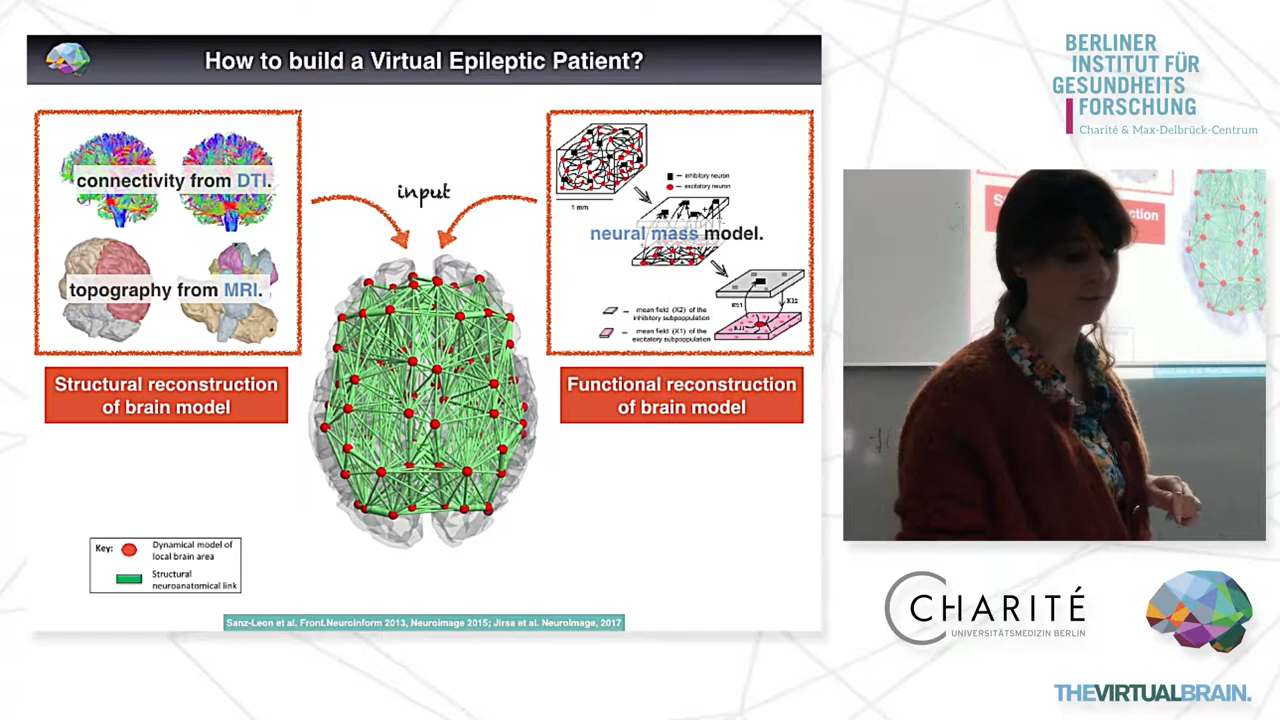 How to build a Virtual Epileptic Patient?
connectivity from DTI.
topography from MRI.
Structural reconstruction
of brain model
input
inhibitory neuron
excitatory neuron
1 mm
neural mass model.
mean field (X2) of the
inhibitory subpopulation
mean field (X1) of the
excitatory subpopulation
Functional reconstruction
of brain model
Key:
Dynamical model of
local brain area
Structural
neuroanatomical link
Sanz-Leon et al. Front.Neuroinform 2013, Neuroimage 2015; Jirsa et al. NeuroImage, 2017
BERLINER
INSTITUT FÜR
GESUNDHEITS
FORSCHUNG
Charité & Max-Delbrück-Centrum
CHARITÉ
UNIVERSITÄTSMEDIZIN BERLIN
THEVIRTUALBRAIN.